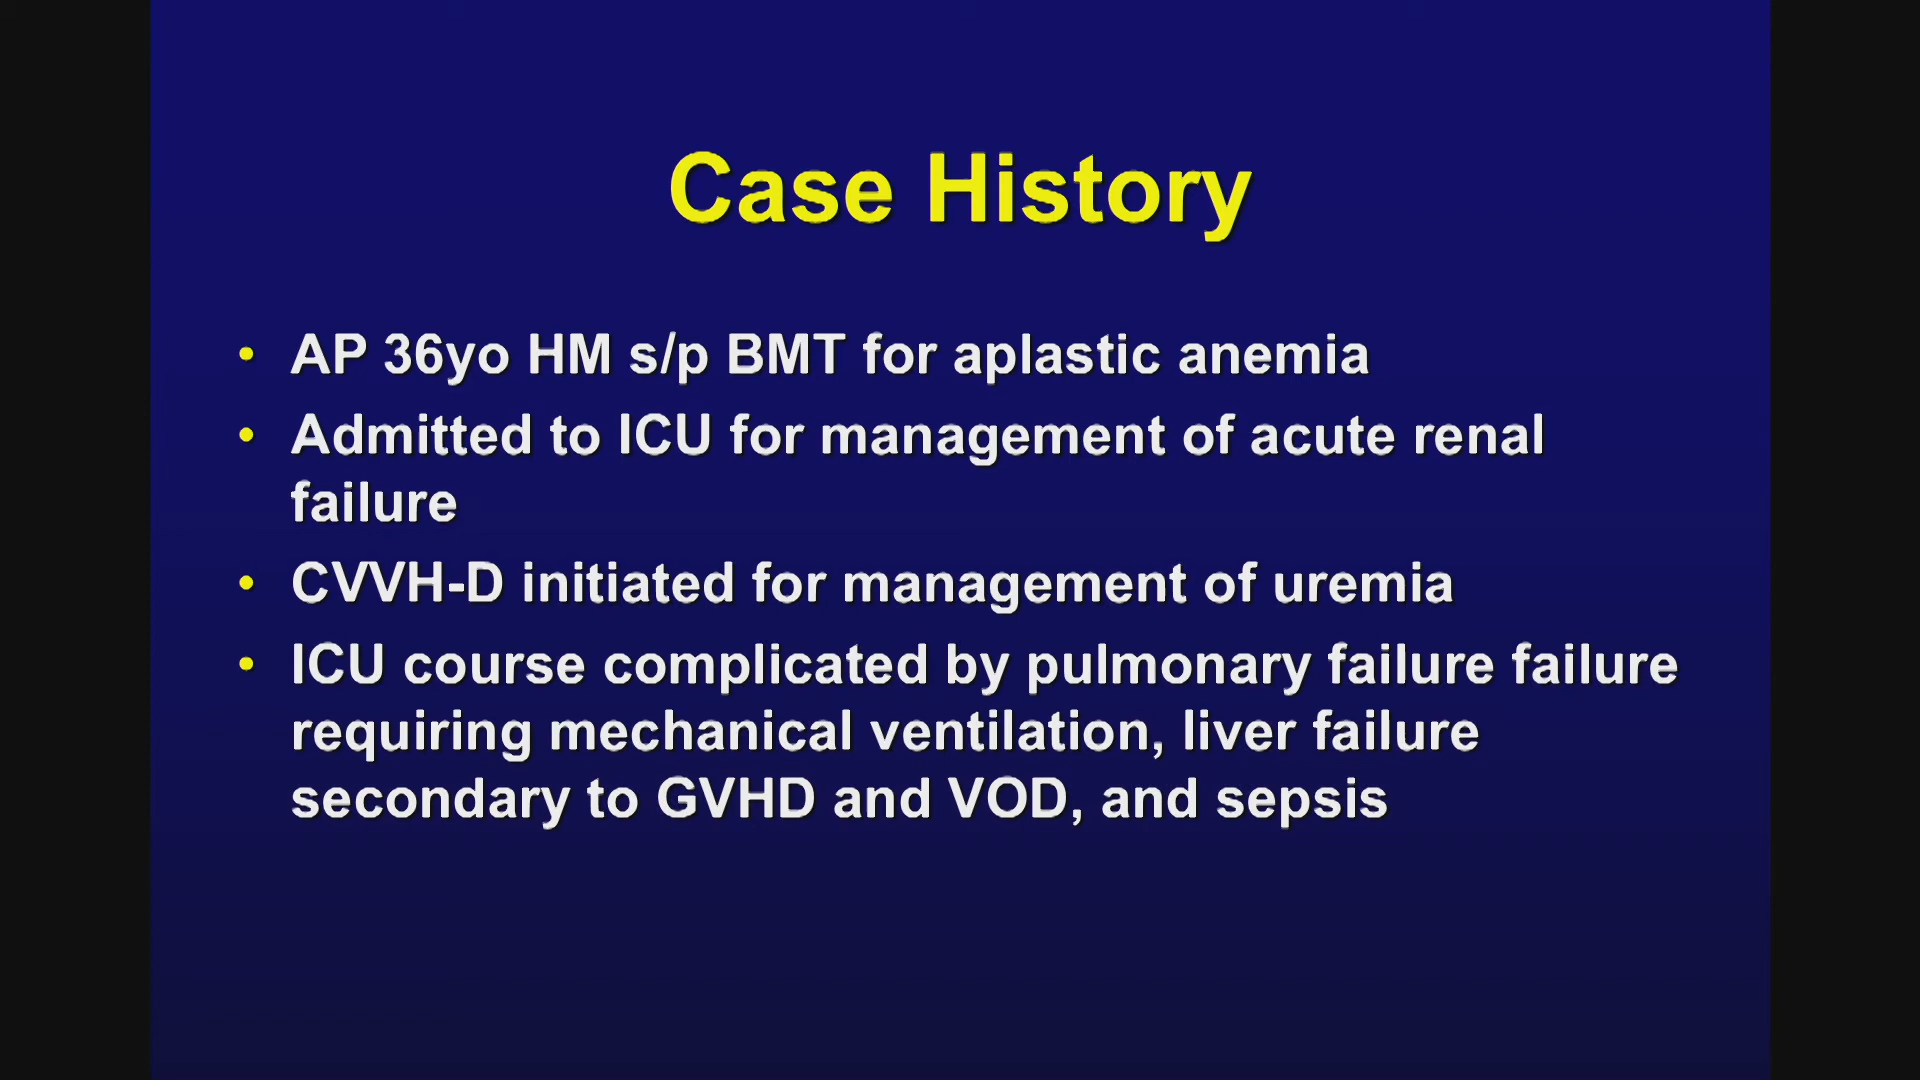 Case History
• AP 36yo HM s/p BMT for aplastic anemia
• Admitted to ICU for management of acute renal
failure
• CVVH-D initiated for management of uremia
• ICU course complicated by pulmonary failure failure
requiring mechanical ventilation, liver failure
secondary to GVHD and VOD, and sepsis